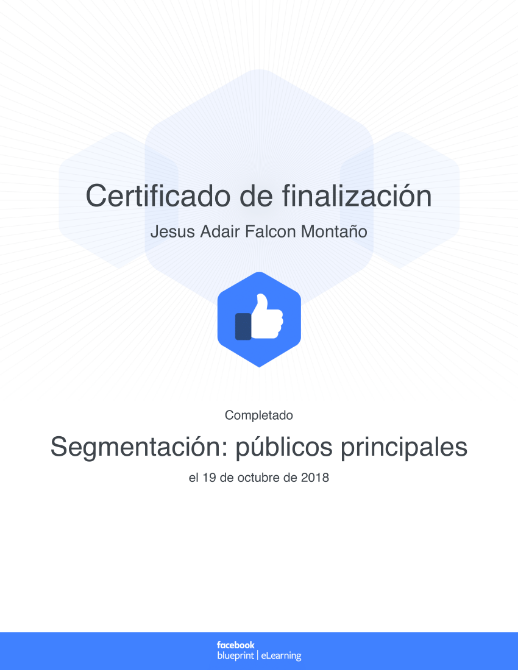 Certificado de finalización
Jesus Adair Falcon Montaño
Completado
Segmentación: públicos principales
el 19 de octubre de 2018
facebook
blueprint | eLearning